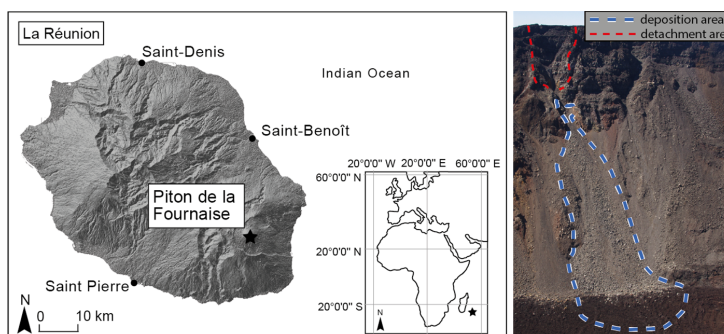 La Réunion
Saint-Denis
Indian Ocean
Saint-Benoît
Piton de la
Fournaise
Saint Pierre
N
0 10 km
20°0'0" W 20°0'0" E 60°0'0" E
60°0'0" N
20°0'0" N
20°0'0" S
N
deposition area
detachment area